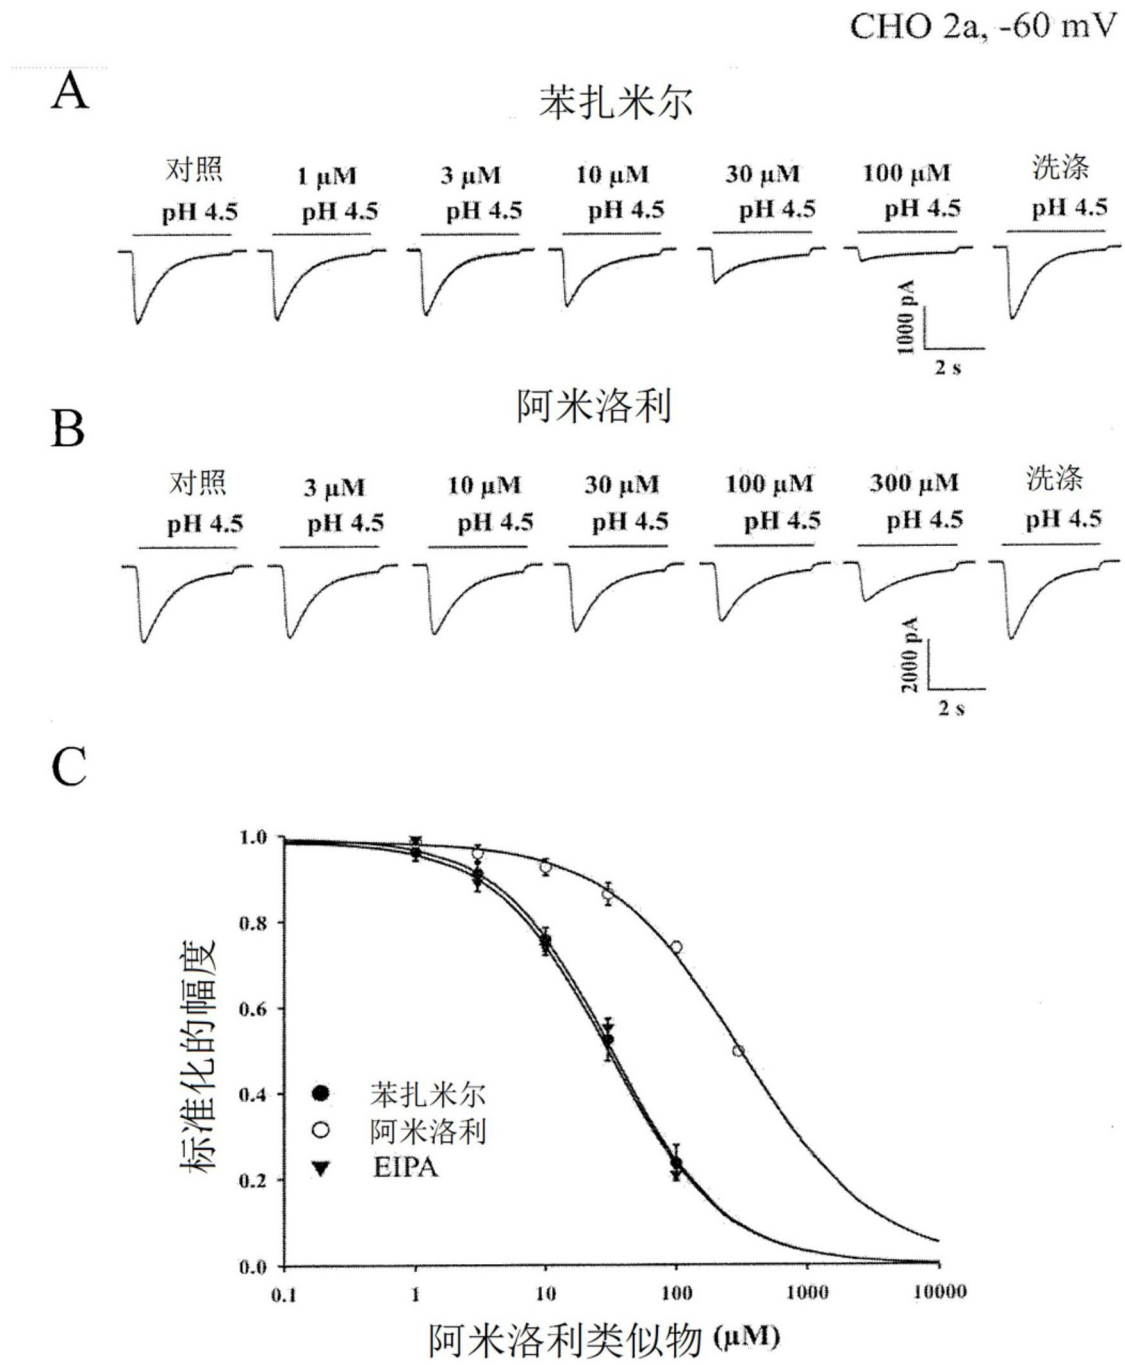 CHO 2a, -60 mV
A
苯扎米尔
对照 1 μM 3 μM 10 μM 30 μM 100 μM 洗涤
pH 4.5 pH 4.5 pH 4.5 pH 4.5 pH 4.5 pH 4.5 pH 4.5
1000 pA
2 s
B
阿米洛利
对照 3 μM 10 μM 30 μM 100 μM 300 μM 洗涤
pH 4.5 pH 4.5 pH 4.5 pH 4.5 pH 4.5 pH 4.5 pH 4.5
2000 pA
2 s
C
标准化的幅度
1.0
0.8
0.6
0.4
0.2
0.0
苯扎米尔
阿米洛利
EIPA
0.1 1 10 100 1000 10000
阿米洛利类似物 (μM)